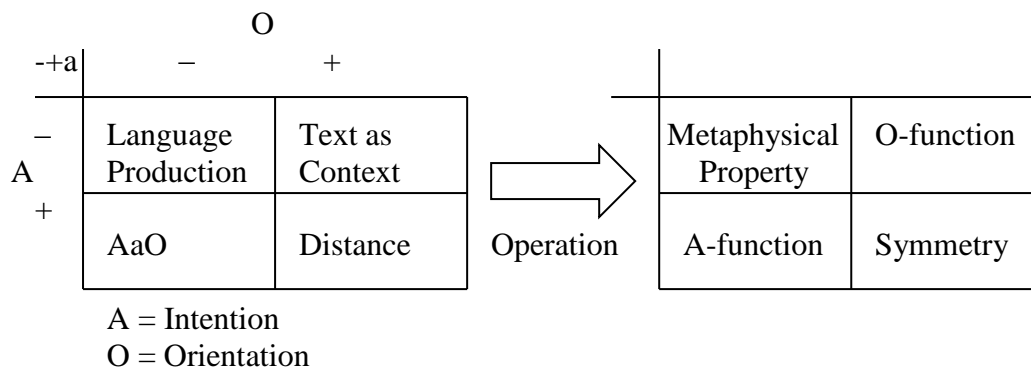 O
-+a − +
− Language Text as Metaphysical O-function
A Production Context Property
+
AaO Distance Operation A-function Symmetry
A = Intention
O = Orientation